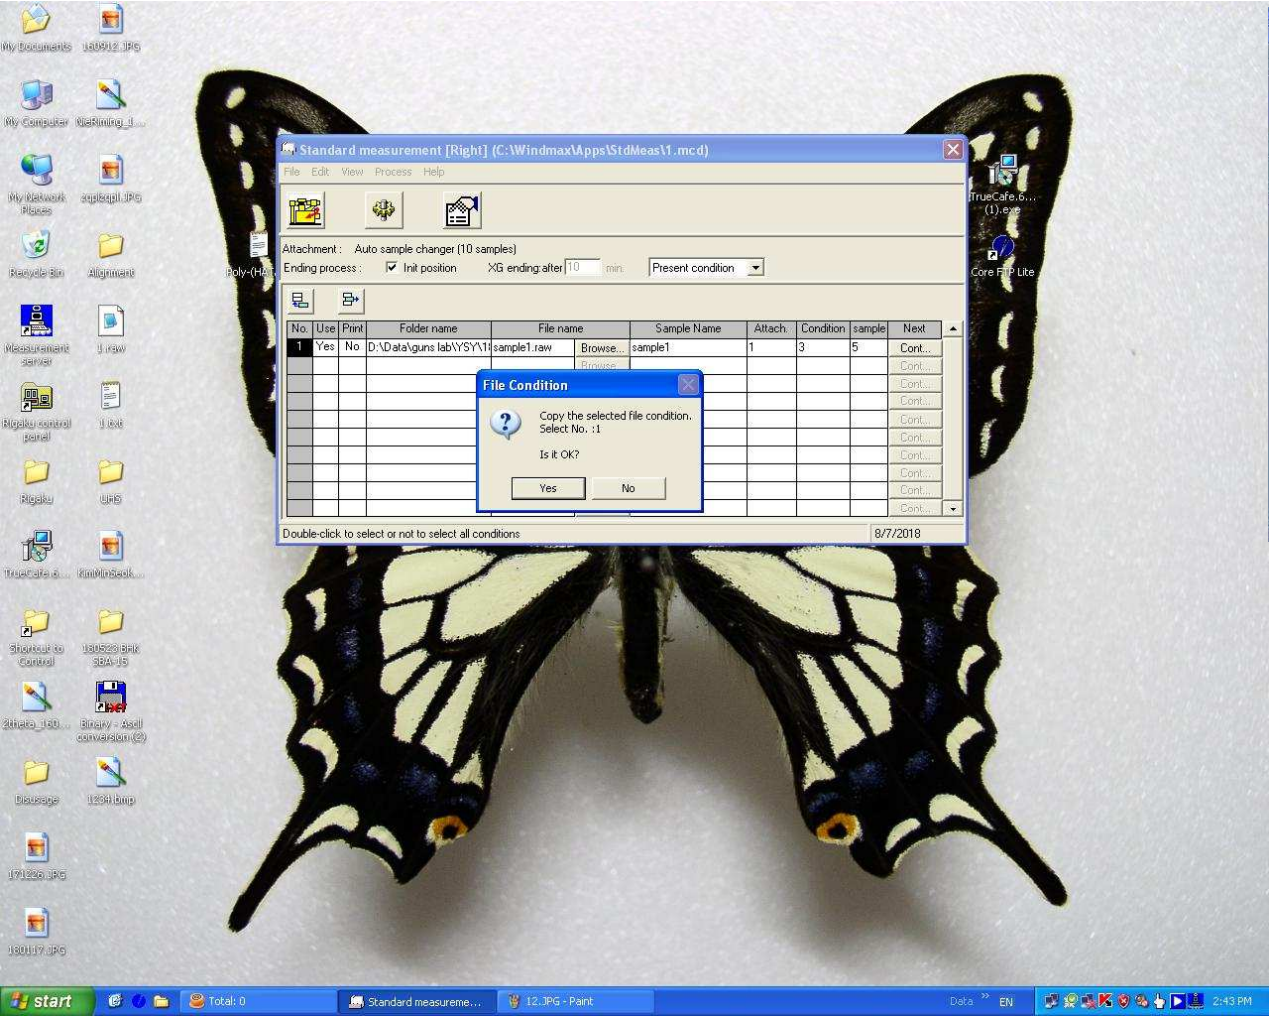 My Documents
180912.JPG
My Computer
My Network
Places
Recycle Bin
Alignment
Measurement
server
1.raw
Rigaku control
panel
1.txt
Rigaku
UHS
TrueCafe.6....
KimMinSeok....
Shortcut to
Control
180523 BHK
SBA-15
2theta_160...
Binary - Ascii
conversion (2)
Disusage
1234.bmp
171226.JPG
180117.JPG
Poly-(HA
TrueCafe.6...
(1).exe
Core FTP Lite
Standard measurement [Right] (C:\Windmax\Apps\StdMeas\1.mcd)
File Edit View Process Help
Attachment : Auto sample changer (10 samples)
Ending process : Init position XG ending:after 10 min. Present condition
No. Use Print Folder name File name Sample Name Attach. Condition sample Next
1 Yes No D:\Data\guns lab\YSY\18 sample1.raw Browse... sample1 1 3 5 Cont...
Browse... Cont...
Cont...
Cont...
Cont...
Cont...
Cont...
Cont...
Cont...
Cont...
File Condition
Copy the selected file condition.
Select No. :1
Is it OK?
Yes No
Double-click to select or not to select all conditions 8/7/2018
start Total: 0 Standard measureme... 12.JPG - Paint Data » EN 2:43 PM